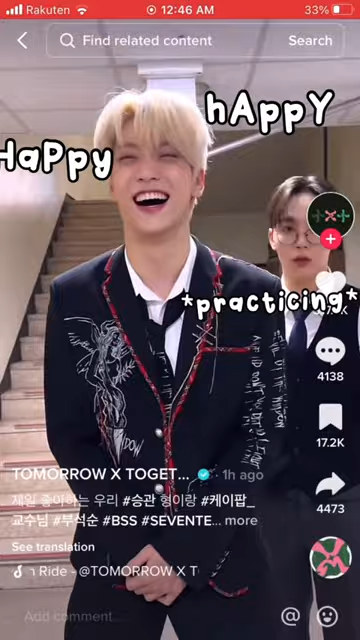 Rakuten 12:46 AM 33%
Find related content Search
hAppY
HaPpy
*practicing*
4138
17.2K
4473
TOMORROW X TOGET... · 1h ago
제일 좋아하는 우리 #승관 형이랑 #케이팝_
교수님 #부석순 #BSS #SEVENTE... more
See translation
Ride - @TOMORROW X T
Add comment...